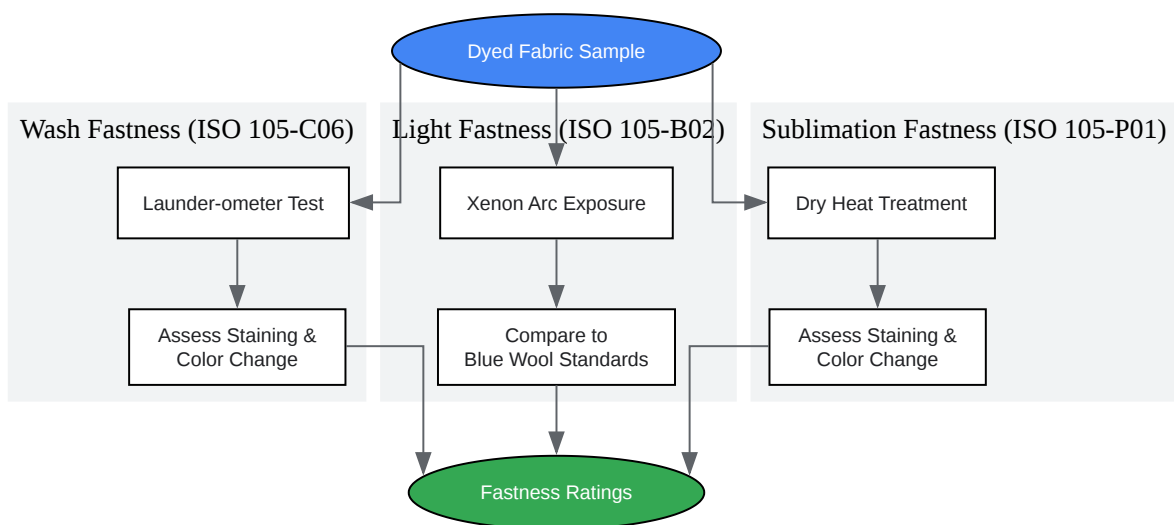 Dyed Fabric Sample
Wash Fastness (ISO 105-C06)
Light Fastness (ISO 105-B02)
Sublimation Fastness (ISO 105-P01)
Launder-ometer Test
Xenon Arc Exposure
Dry Heat Treatment
Assess Staining &
Color Change
Compare to
Blue Wool Standards
Assess Staining &
Color Change
Fastness Ratings